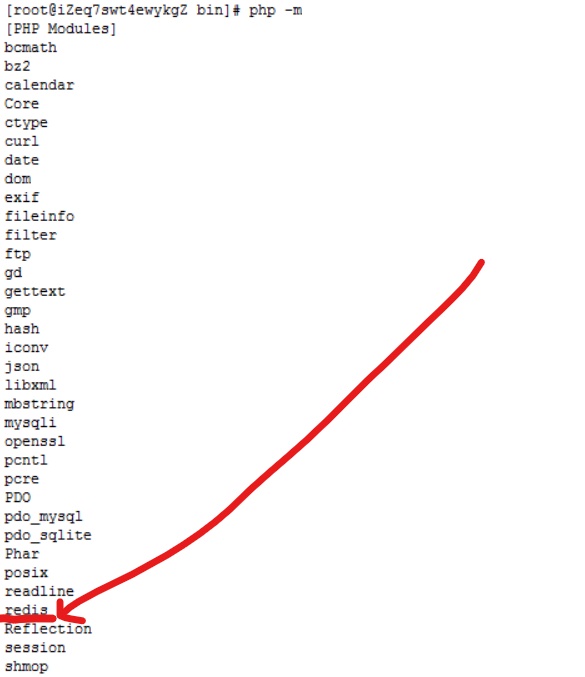 [root@iZeq7swt4ewykgZ bin]# php -m
[PHP Modules]
bcmath
bz2
calendar
Core
ctype
curl
date
dom
exif
fileinfo
filter
ftp
gd
gettext
gmp
hash
iconv
json
libxml
mbstring
mysqli
openssl
pcntl
pcre
PDO
pdo_mysql
pdo_sqlite
Phar
posix
readline
redis
Reflection
session
shmop